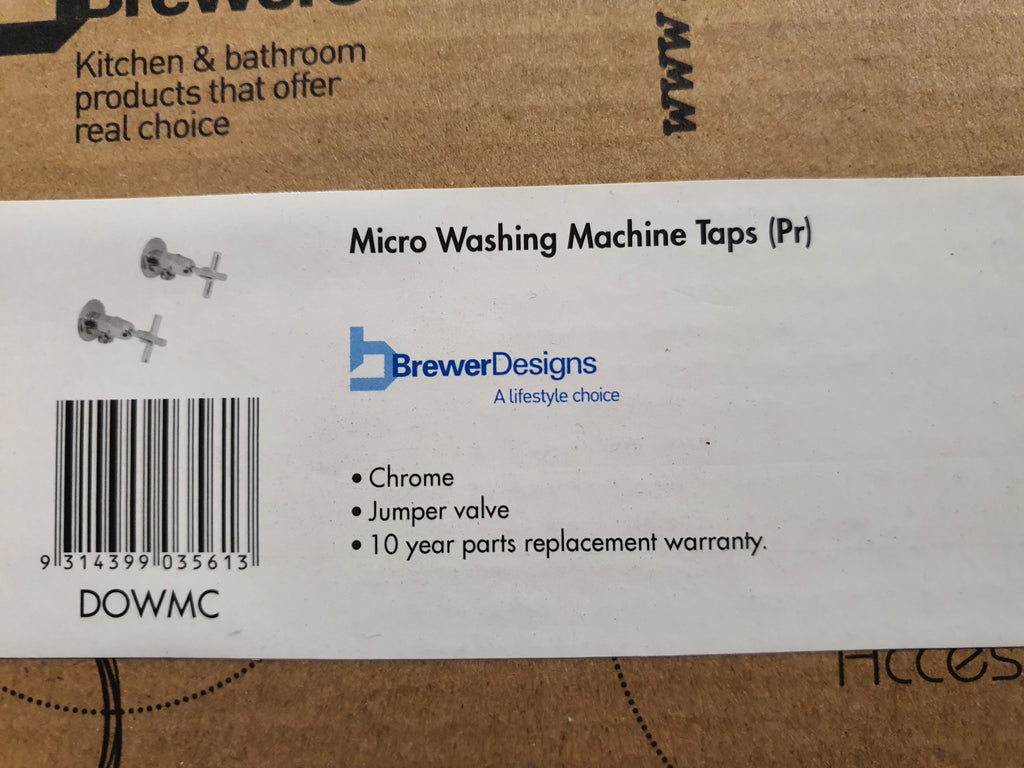 Kitchen & bathroom
products that offer
real choice
www.
Micro Washing Machine Taps (Pr)
BrewerDesigns
A lifestyle choice
• Chrome
• Jumper valve
• 10 year parts replacement warranty.
9 314399 035613
DOWMC